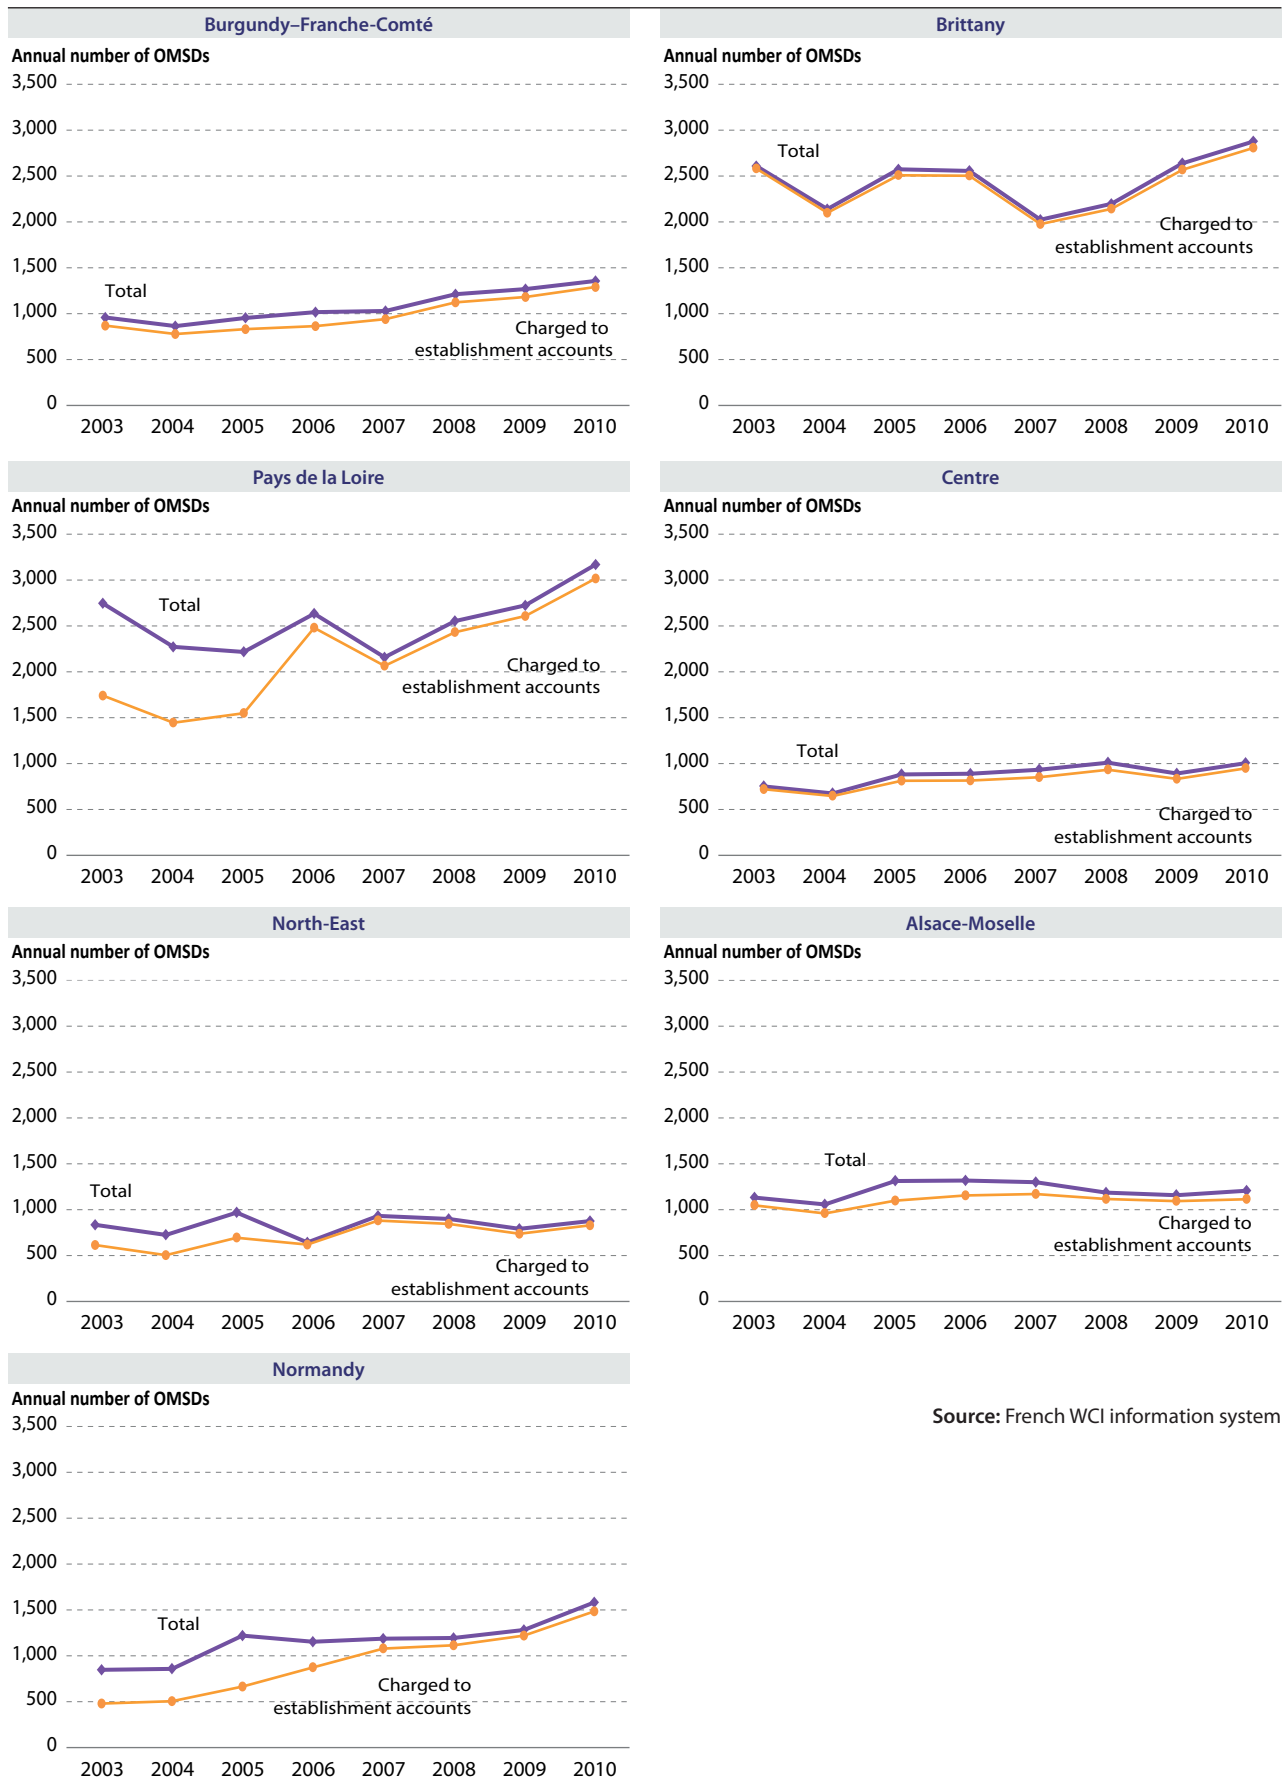 Burgundy–Franche-Comté
Annual number of OMSDs
3,500
3,000
2,500
2,000
1,500
Total
1,000
Charged to
establishment accounts
500
0
2003 2004 2005 2006 2007 2008 2009 2010
Brittany
Annual number of OMSDs
3,500
3,000
Total
2,500
2,000
Charged to
establishment accounts
1,500
1,000
500
0
2003 2004 2005 2006 2007 2008 2009 2010
Pays de la Loire
Annual number of OMSDs
3,500
3,000
2,500
Total
2,000
Charged to
establishment accounts
1,500
1,000
500
0
2003 2004 2005 2006 2007 2008 2009 2010
Centre
Annual number of OMSDs
3,500
3,000
2,500
2,000
1,500
1,000
Total
500
Charged to
establishment accounts
0
2003 2004 2005 2006 2007 2008 2009 2010
North-East
Annual number of OMSDs
3,500
3,000
2,500
2,000
1,500
Total
1,000
500
Charged to
establishment accounts
0
2003 2004 2005 2006 2007 2008 2009 2010
Alsace-Moselle
Annual number of OMSDs
3,500
3,000
2,500
2,000
1,500
Total
1,000
Charged to
establishment accounts
500
0
2003 2004 2005 2006 2007 2008 2009 2010
Normandy
Annual number of OMSDs
3,500
3,000
2,500
2,000
1,500
Total
1,000
Charged to
establishment accounts
500
0
2003 2004 2005 2006 2007 2008 2009 2010
Source: French WCI information system